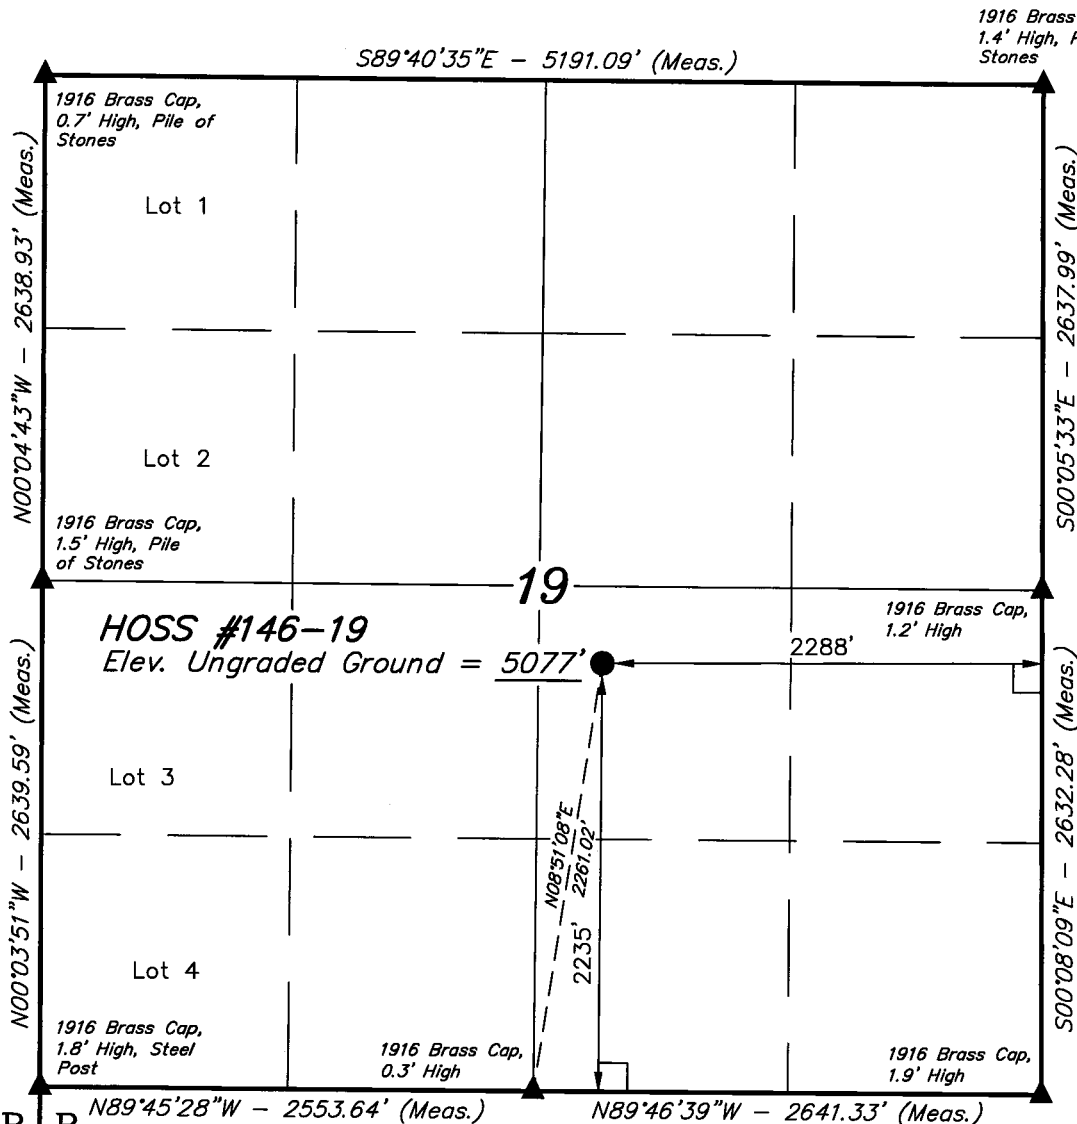 1916 Brass
1.4' High,
Stones
S89°40'35"E - 5191.09' (Meas.)
1916 Brass Cap,
0.7' High, Pile of
Stones
N00°04'43"W - 2638.93' (Meas.)
S00°05'33"E - 2637.99' (Meas.)
Lot 1
Lot 2
1916 Brass Cap,
1.5' High, Pile
of Stones
19
HOSS #146-19
Elev. Ungraded Ground = 5077'
1916 Brass Cap,
1.2' High
2288'
N00°03'51"W - 2639.59' (Meas.)
S00°08'09"E - 2632.28' (Meas.)
Lot 3
N08°51'08"E
2261.02'
2235'
Lot 4
1916 Brass Cap,
1.8' High, Steel
Post
1916 Brass Cap,
0.3' High
1916 Brass Cap,
1.9' High
R R
N89°45'28"W - 2553.64' (Meas.)
N89°46'39"W - 2641.33' (Meas.)